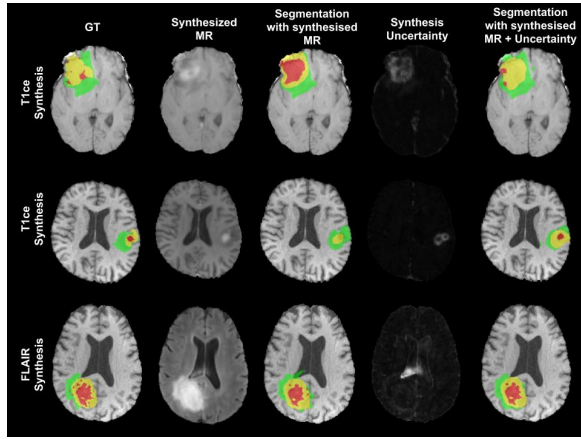 GT
Synthesized
MR
Segmentation
with synthesised
MR
Synthesis
Uncertainty
Segmentation
with synthesised
MR + Uncertainty
T1ce
Synthesis
T1ce
Synthesis
FLAIR
Synthesis